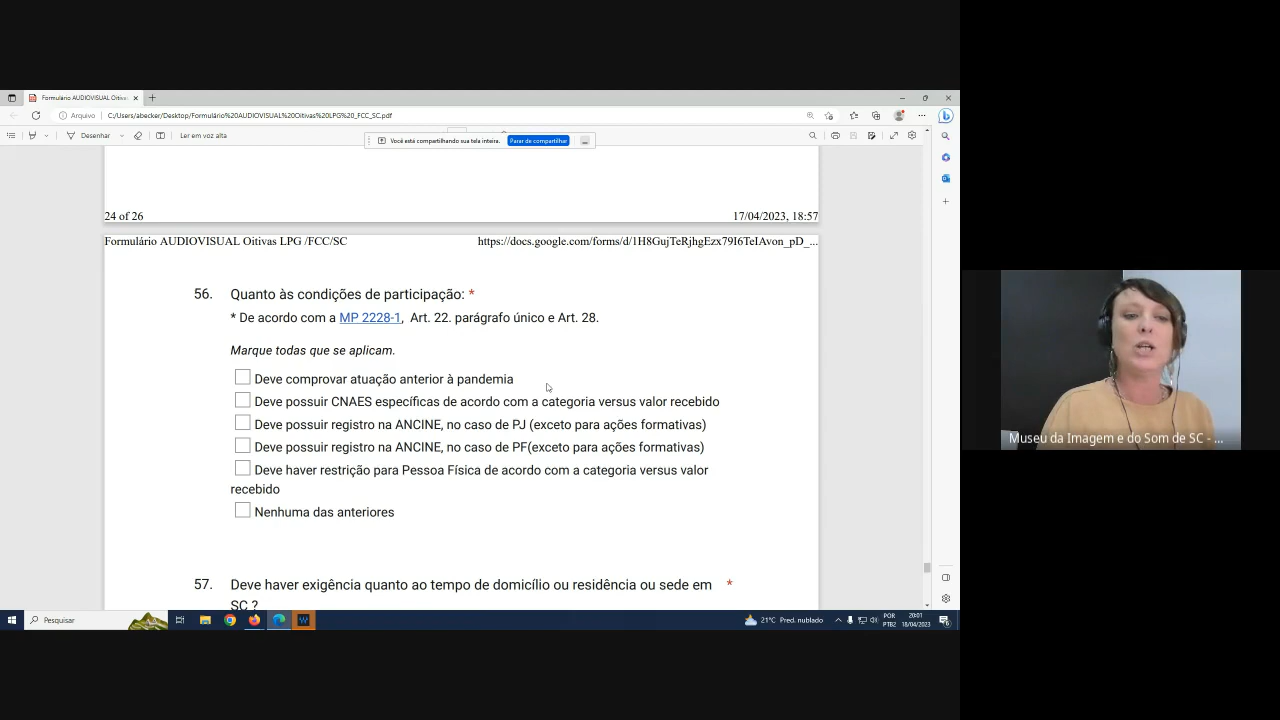 Formulário AUDIOVISUAL Oitivas
Arquivo
C:/Users/abecker/Desktop/Formulário%20AUDIOVISUAL%20Oitivas%20LPG%20_FCC_SC.pdf
Desenhar
Ler em voz alta
Você está compartilhando sua tela inteira.
Parar de compartilhar
24 of 26
17/04/2023, 18:57
Formulário AUDIOVISUAL Oitivas LPG /FCC/SC
https://docs.google.com/forms/d/1H8GujTeRjhgEzx79I6TeIAvon_pD_...
56. Quanto às condições de participação: *
* De acordo com a MP 2228-1, Art. 22. parágrafo único e Art. 28.
Marque todas que se aplicam.
Deve comprovar atuação anterior à pandemia
Deve possuir CNAES específicas de acordo com a categoria versus valor recebido
Deve possuir registro na ANCINE, no caso de PJ (exceto para ações formativas)
Deve possuir registro na ANCINE, no caso de PF(exceto para ações formativas)
Deve haver restrição para Pessoa Física de acordo com a categoria versus valor
recebido
Nenhuma das anteriores
57. Deve haver exigência quanto ao tempo de domicílio ou residência ou sede em *
SC ?
Museu da Imagem e do Som de SC - ...
Pesquisar
21°C Pred. nublado
POR
PTB2
20:01
18/04/2023